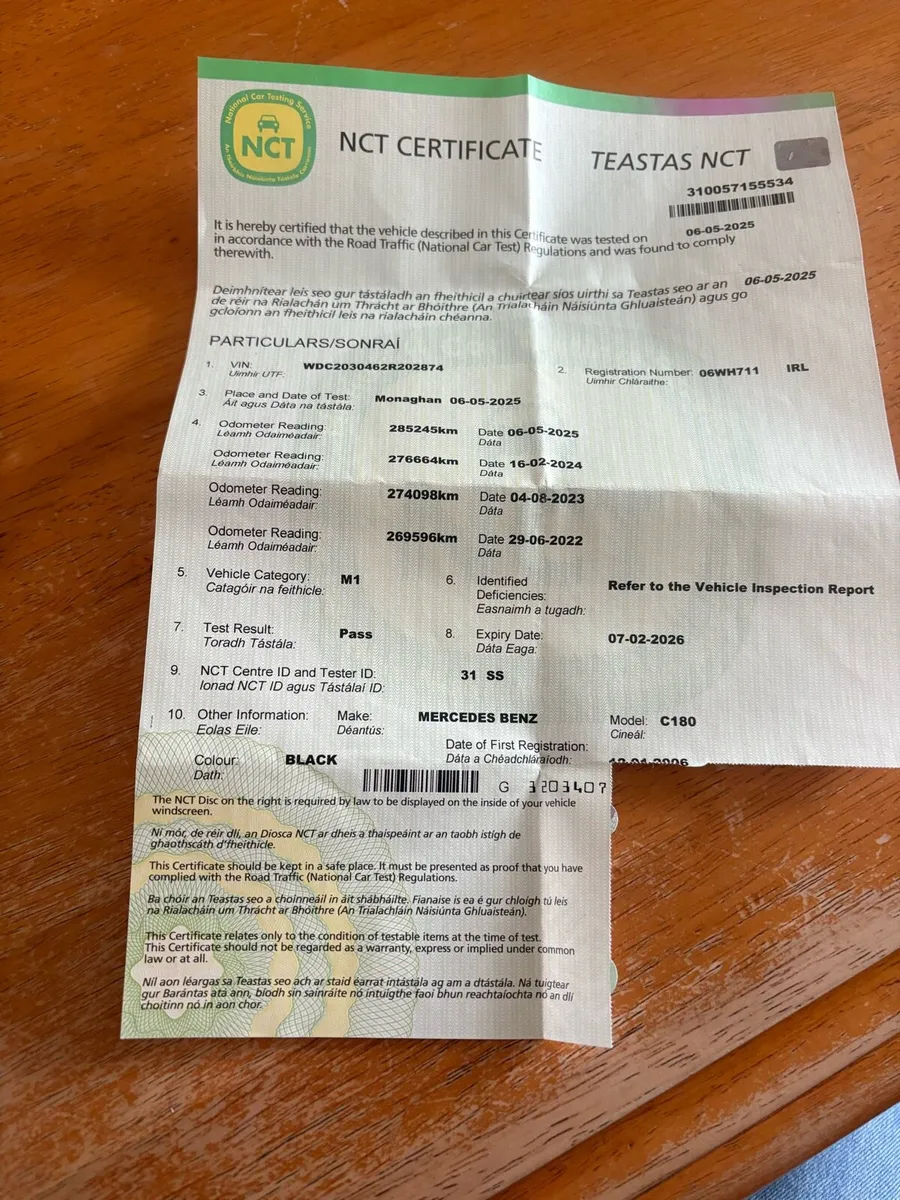 National Car Testing Service
NCT
An tSeirbhís Náisiúnta Tástála Carranna
NCT CERTIFICATE
TEASTAS NCT
310057155534
It is hereby certified that the vehicle described in this Certificate was tested on 06-05-2025
in accordance with the Road Traffic (National Car Test) Regulations and was found to comply
therewith.
Deimhnítear leis seo gur tástáladh an fheithicil a chuirtear síos uirthi sa Teastas seo ar an 06-05-2025
de réir na Rialachán um Thrácht ar Bhóithre (An Trialacháin Náisiúnta Ghluaisteán) agus go
gcloíonn an fheithicil leis na rialacháin chéanna.
PARTICULARS/SONRAÍ
1. VIN: WDC2030462R202874
Uimhir UTF:
2. Registration Number: 06WH711 IRL
Uimhir Chláraithe:
3. Place and Date of Test: Monaghan 06-05-2025
Áit agus Dáta na tástála:
4. Odometer Reading: 285245km Date 06-05-2025
Léamh Odaiméadair: Dáta
Odometer Reading: 276664km Date 16-02-2024
Léamh Odaiméadair: Dáta
Odometer Reading: 274098km Date 04-08-2023
Léamh Odaiméadair: Dáta
Odometer Reading: 269596km Date 29-06-2022
Léamh Odaiméadair: Dáta
5. Vehicle Category: M1
Catagóir na feithicle:
6. Identified
Deficiencies: Refer to the Vehicle Inspection Report
Easnaimh a tugadh:
7. Test Result: Pass
Toradh Tástála:
8. Expiry Date: 07-02-2026
Dáta Eaga:
9. NCT Centre ID and Tester ID: 31 SS
Ionad NCT ID agus Tástálaí ID:
10. Other Information: Make: MERCEDES BENZ Model: C180
Eolas Eile: Déantús: Cineál:
Colour: BLACK Date of First Registration: 12-01-2006
Dath: Dáta a Chéadchláraíodh:
G 3203407
The NCT Disc on the right is required by law to be displayed on the inside of your vehicle
windscreen.
Ní mór, de réir dlí, an Diosca NCT ar dheis a thaispeáint ar an taobh istigh de
ghaothscáth d'fheithicle.
This Certificate should be kept in a safe place. It must be presented as proof that you have
complied with the Road Traffic (National Car Test) Regulations.
Ba chóir an Teastas seo a choinneáil in áit shábháilte. Fianaise is ea é gur chloigh tú leis
na Rialacháin um Thrácht ar Bhóithre (An Trialachláin Náisiúnta Ghluaisteán).
This Certificate relates only to the condition of testable items at the time of test.
This Certificate should not be regarded as a warranty, express or implied under common
law or at all.
Níl aon léargas sa Teastas seo ach ar staid earraí intástála ag am a dtástála. Ná tuigtear
gur Barántas atá ann, bíodh sin sainráite nó intuigthe faoi bhun reachtaíochta nó an dlí
choitinn nó in aon chor.